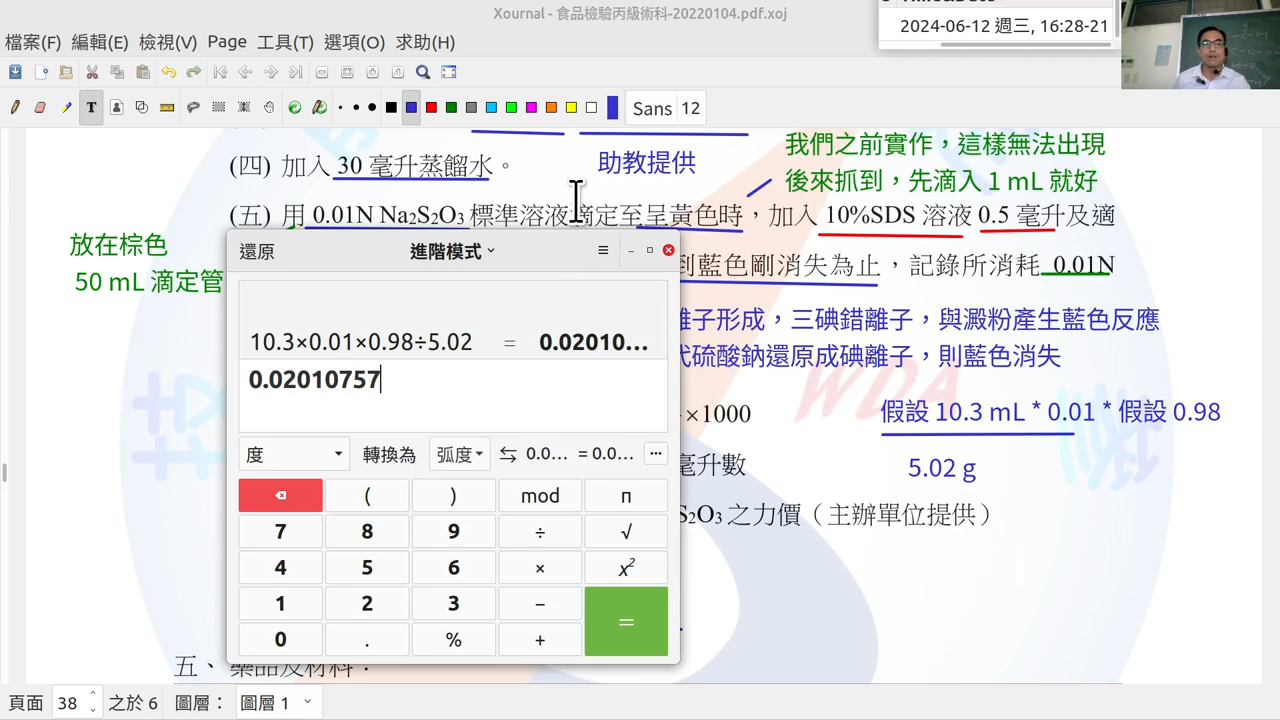 Xournal - 食品檢驗丙級術科-20220104.pdf.xoj
2024-06-12 週三, 16:28-21
檔案(F) 編輯(E) 檢視(V) Page 工具(T) 選項(O) 求助(H)
T
Sans 12
(四) 加入 30 毫升蒸餾水。
助教提供
我們之前實作，這樣無法出現
後來抓到，先滴入 1 mL 就好
(五) 用 0.01N Na₂S₂O₃ 標準溶液滴定至呈黃色時，加入 10%SDS 溶液 0.5 毫升及適
放在棕色
50 mL 滴定管
到藍色剛消失為止，記錄所消耗 0.01N
離子形成，三碘錯離子，與澱粉產生藍色反應
硫酸鈉還原成碘離子，則藍色消失
×1000
假設 10.3 mL * 0.01 * 假設 0.98
5.02 g
毫升數
S₂O₃ 之力價（主辦單位提供）
還原
進階模式
10.3×0.01×0.98÷5.02 = 0.02010…
0.02010757
度 轉換為 弧度 ⇆ 0.0… = 0.0… ···
( ) mod π
7 8 9 ÷ √
4 5 6 × x²
1 2 3 − =
0 . % +
五、 藥品及材料：
頁面 38 之於 6 圖層： 圖層 1